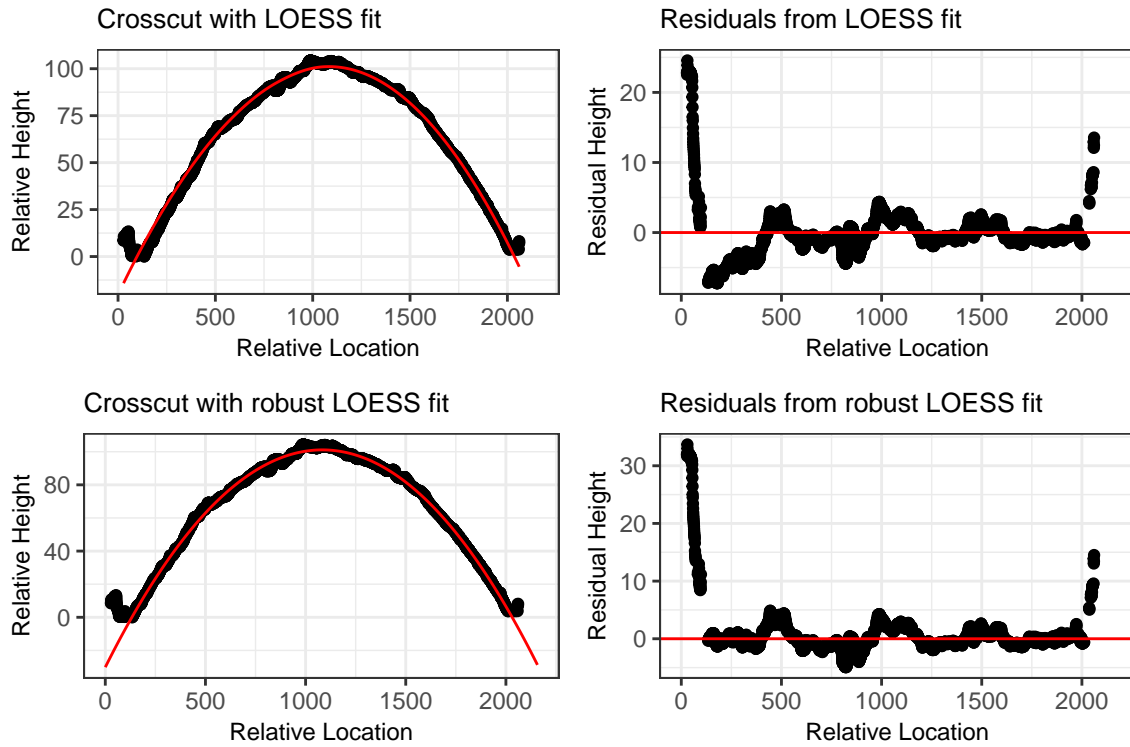 Crosscut with LOESS fit
Relative Height
100
75
50
25
0
0 500 1000 1500 2000
Relative Location
Residuals from LOESS fit
Residual Height
20
10
0
0 500 1000 1500 2000
Relative Location
Crosscut with robust LOESS fit
Relative Height
80
40
0
0 500 1000 1500 2000
Relative Location
Residuals from robust LOESS fit
Residual Height
30
20
10
0
0 500 1000 1500 2000
Relative Location